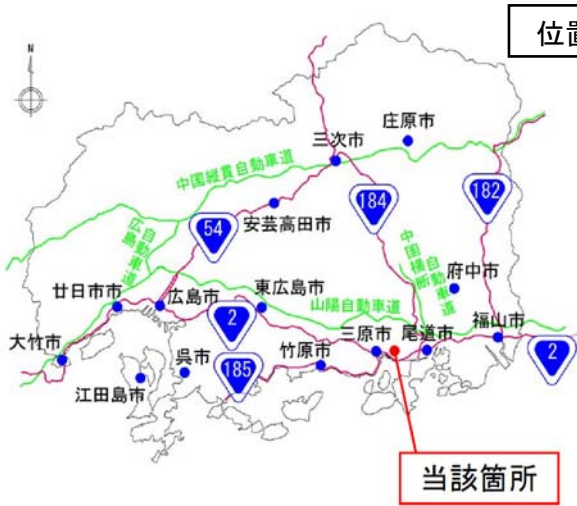 位置
N
庄原市
三次市
中国縦貫自動車道
184
182
安芸高田市
54
広島自動車道
中国横断自動車道
府中市
廿日市市
広島市
東広島市
山陽自動車道
2
三原市
尾道市
福山市
大竹市
呉市
185
竹原市
2
江田島市
当該箇所